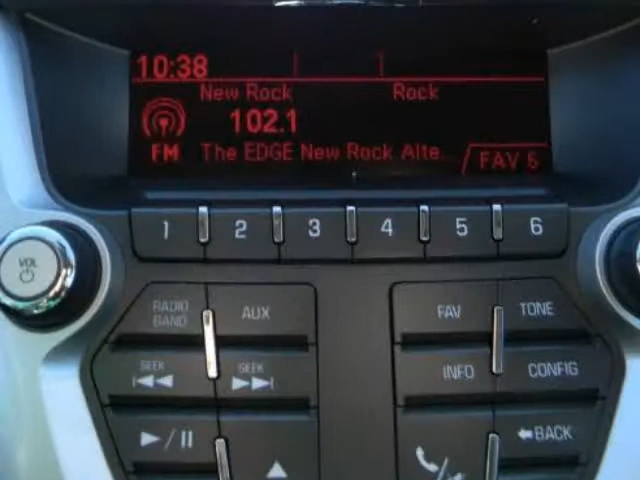 10:38
New Rock Rock
102.1
FM The EDGE New Rock Alte FAV 5
1 2 3 4 5 6
VOL
RADIO BAND AUX FAV TONE
SEEK SEEK INFO CONFIG
BACK